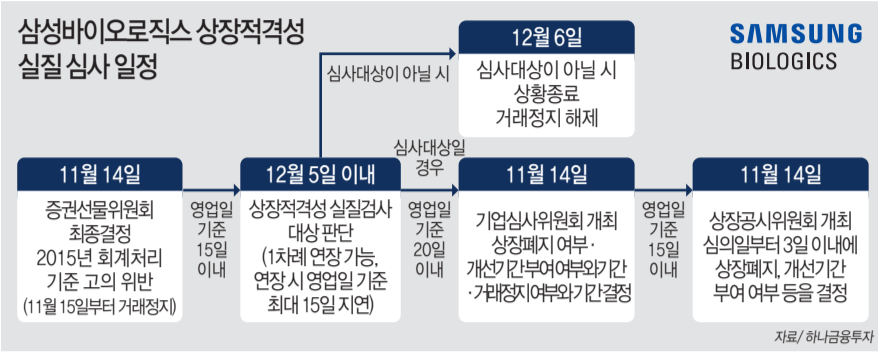 삼성바이오로직스 상장적격성
실질 심사 일정
SAMSUNG
BIOLOGICS
심사대상이 아닐 시
12월 6일
심사대상이 아닐 시
상황종료
거래정지 해제
11월 14일
증권선물위원회
최종결정
2015년 회계처리
기준 고의 위반
(11월 15일부터 거래정지)
영업일
기준
15일
이내
12월 5일 이내
상장적격성 실질검사
대상 판단
(1차례 연장 가능,
연장 시 영업일 기준
최대 15일 지연)
심사대상일
경우
영업일
기준
20일
이내
11월 14일
기업심사위원회 개최
상장폐지 여부·
개선기간 부여 여부와 기간
·거래정지 여부와 기간 결정
영업일
기준
15일
이내
11월 14일
상장공시위원회 개최
심의일부터 3일 이내에
상장폐지, 개선기간
부여 여부 등을 결정
자료/ 하나금융투자